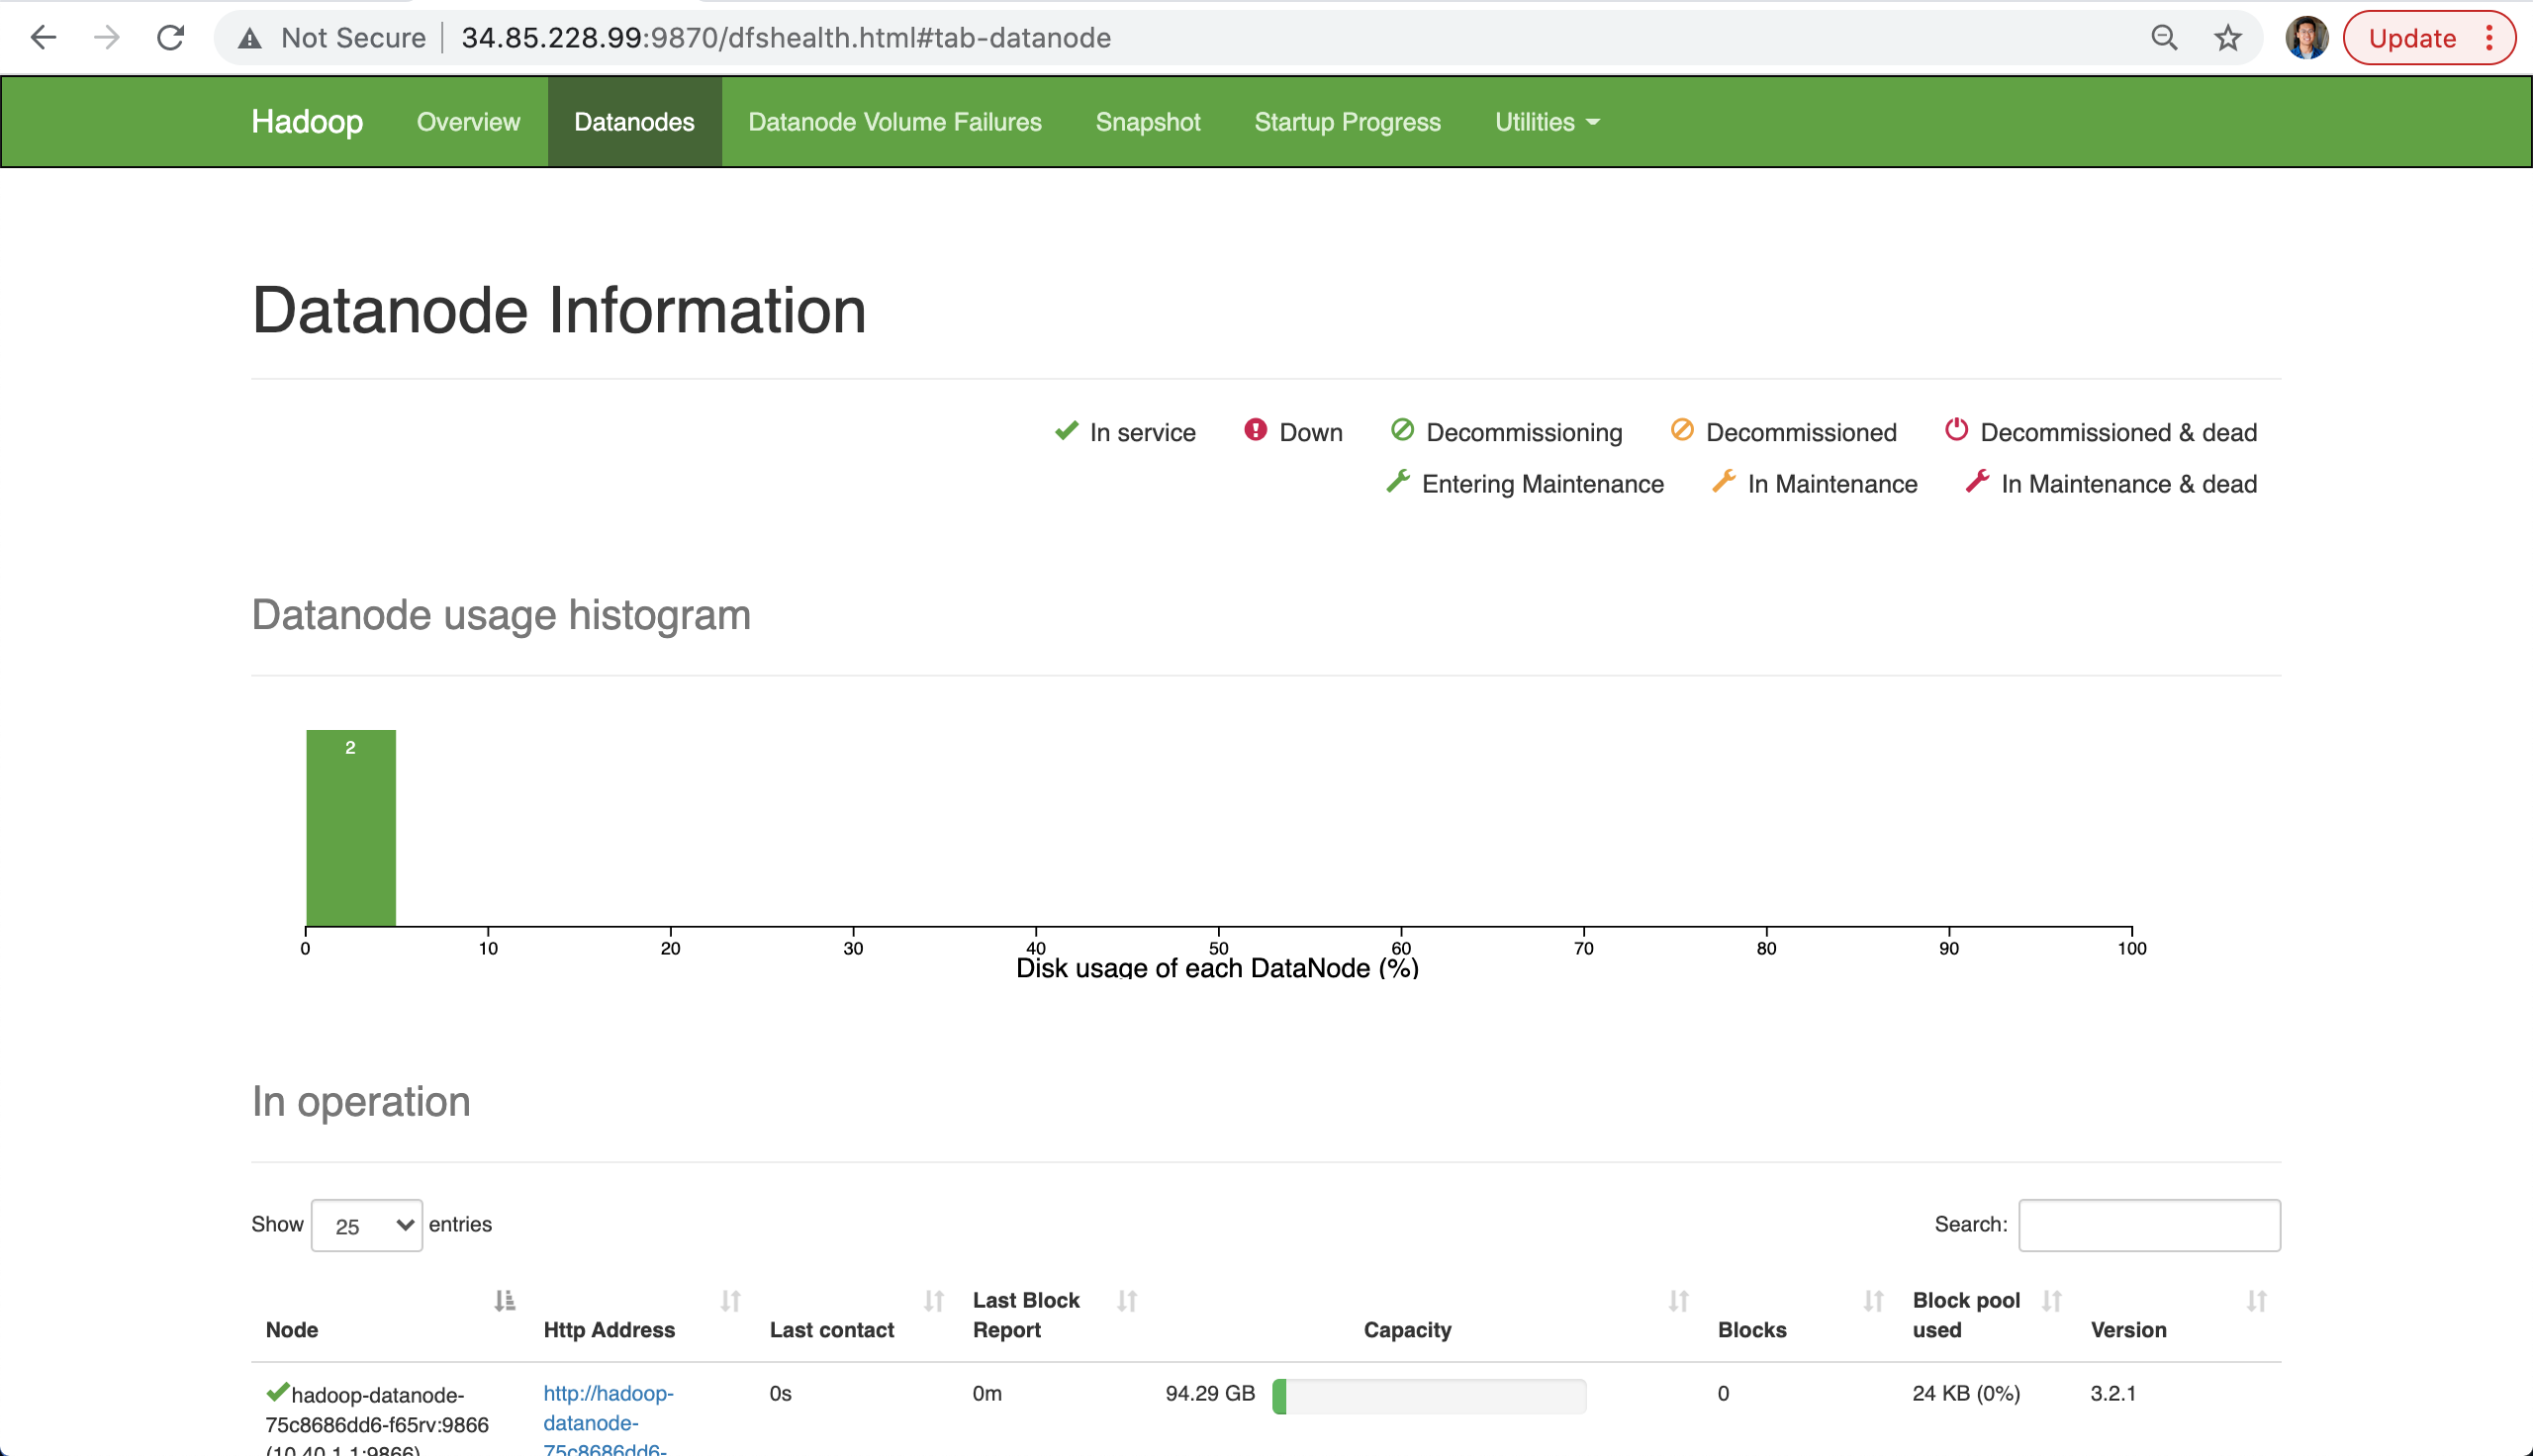 Not Secure 34.85.228.99:9870/dfshealth.html#tab-datanode Update
Hadoop Overview Datanodes Datanode Volume Failures Snapshot Startup Progress Utilities
Datanode Information
In service Down Decommissioning Decommissioned Decommissioned & dead
Entering Maintenance In Maintenance In Maintenance & dead
Datanode usage histogram
2
0 10 20 30 40 50 60 70 80 90 100
Disk usage of each DataNode (%)
In operation
Show 25 entries Search:
Node Http Address Last contact Last Block Report Capacity Blocks Block pool used Version
hadoop-datanode- http://hadoop- 0s 0m 94.29 GB 0 24 KB (0%) 3.2.1
75c8686dd6-f65rv:9866 datanode-
(10.40.1.1:9866) 75c8686dd6-